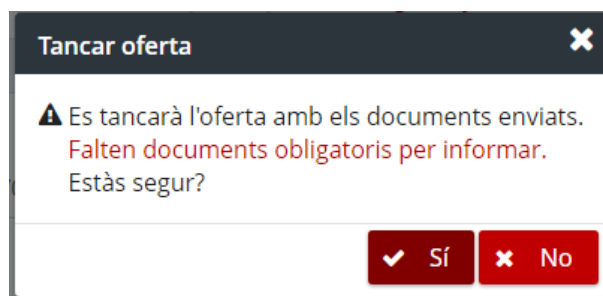 Tancar oferta
Es tancarà l'oferta amb els documents enviats.
Falten documents obligatoris per informar.
Estàs segur?
Sí No